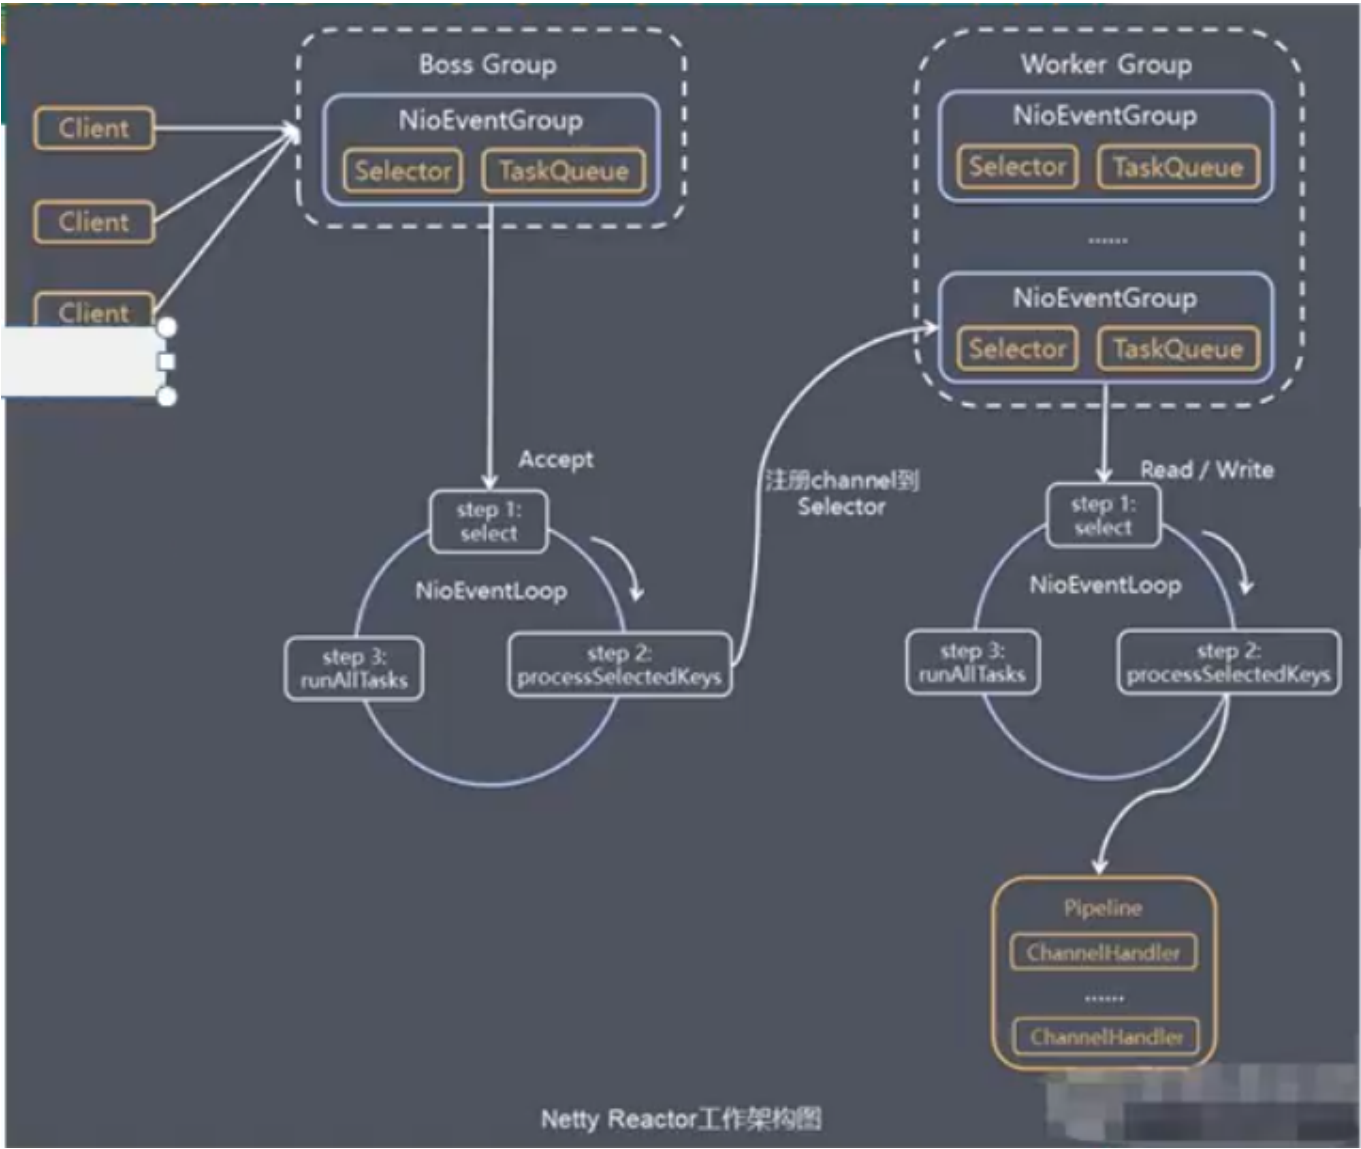 Boss Group
NioEventGroup
Selector
TaskQueue
Client
Client
Client
Worker Group
NioEventGroup
Selector
TaskQueue
......
NioEventGroup
Selector
TaskQueue
Accept
step 1:
select
NioEventLoop
step 2:
processSelectedKeys
step 3:
runAllTasks
注册channel到
Selector
Read / Write
step 1:
select
NioEventLoop
step 2:
processSelectedKeys
step 3:
runAllTasks
Pipeline
ChannelHandler
......
ChannelHandler
Netty Reactor工作架构图